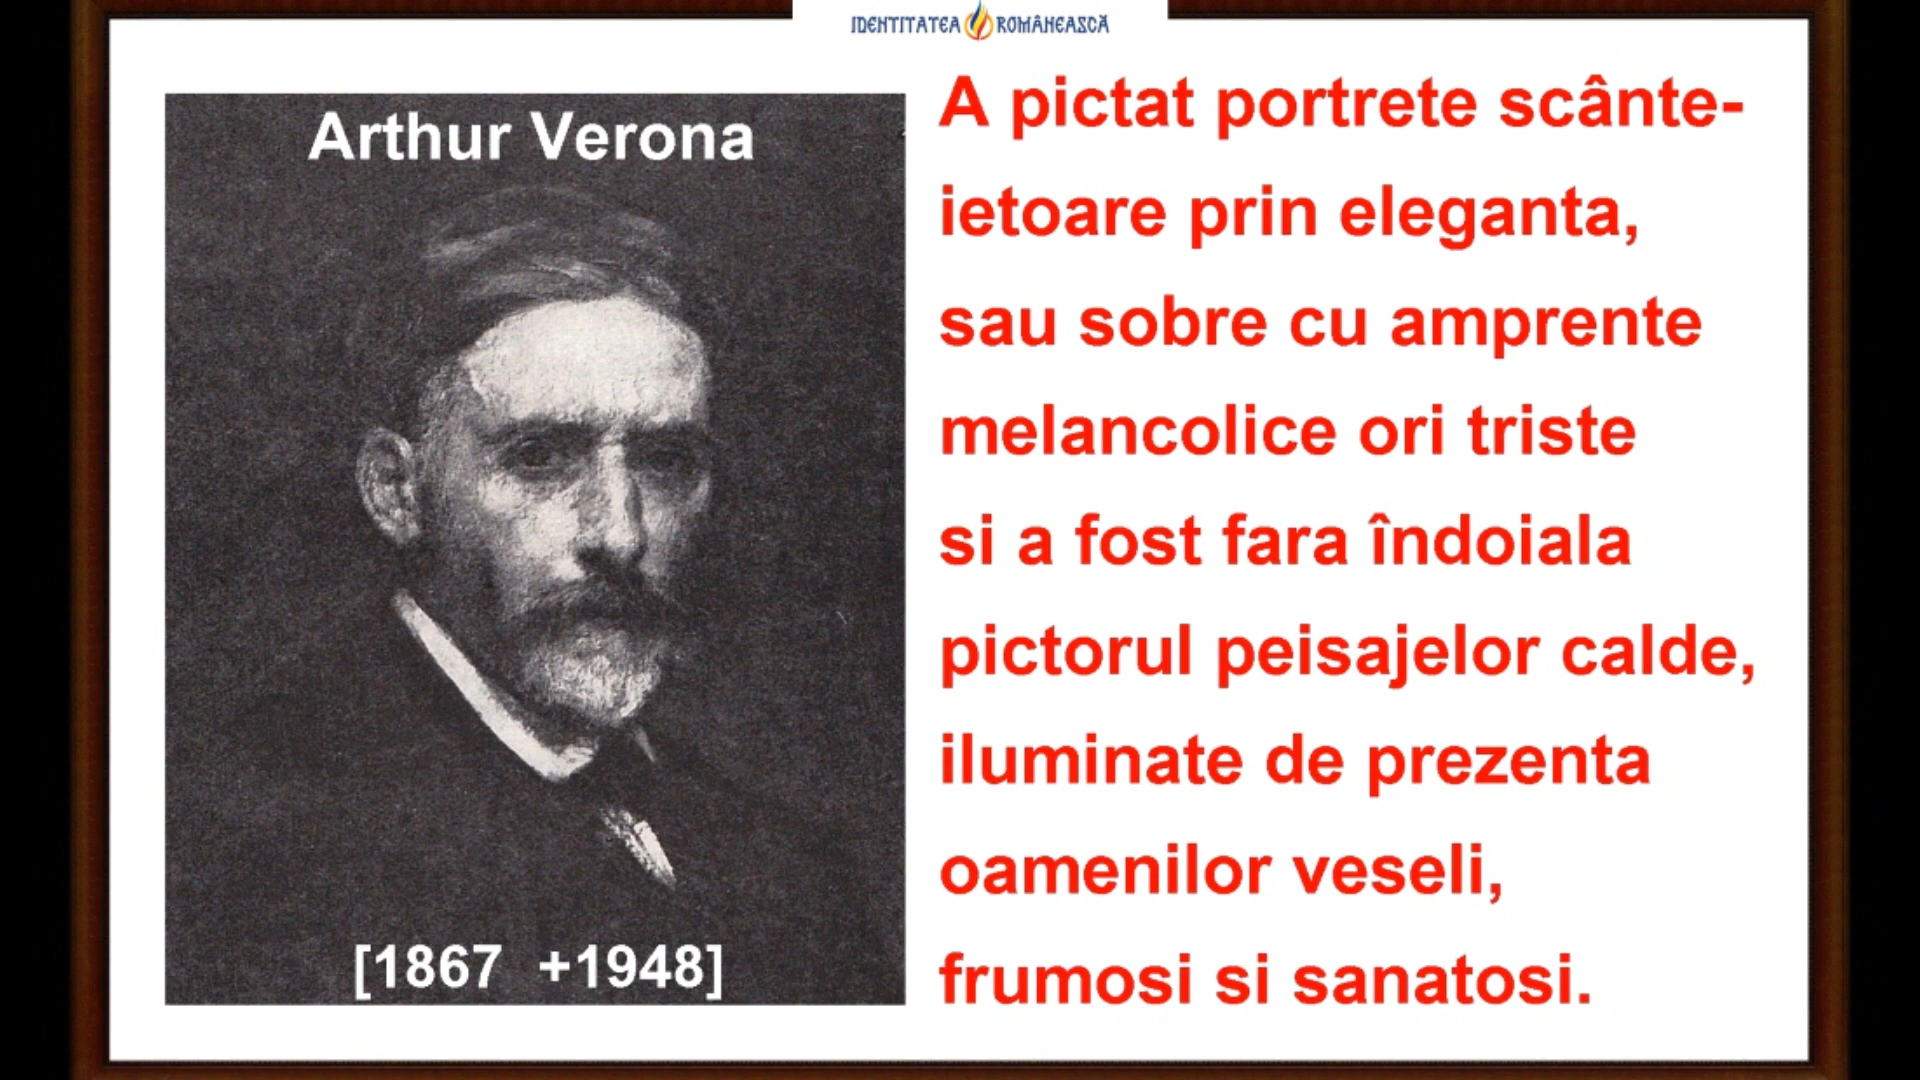 IDENTITATEA ROMÂNEASCĂ
Arthur Verona
[1867 +1948]
A pictat portrete scânte-
ietoare prin eleganta,
sau sobre cu amprente
melancolice ori triste
si a fost fara îndoiala
pictorul peisajelor calde,
iluminate de prezenta
oamenilor veseli,
frumosi si sanatosi.